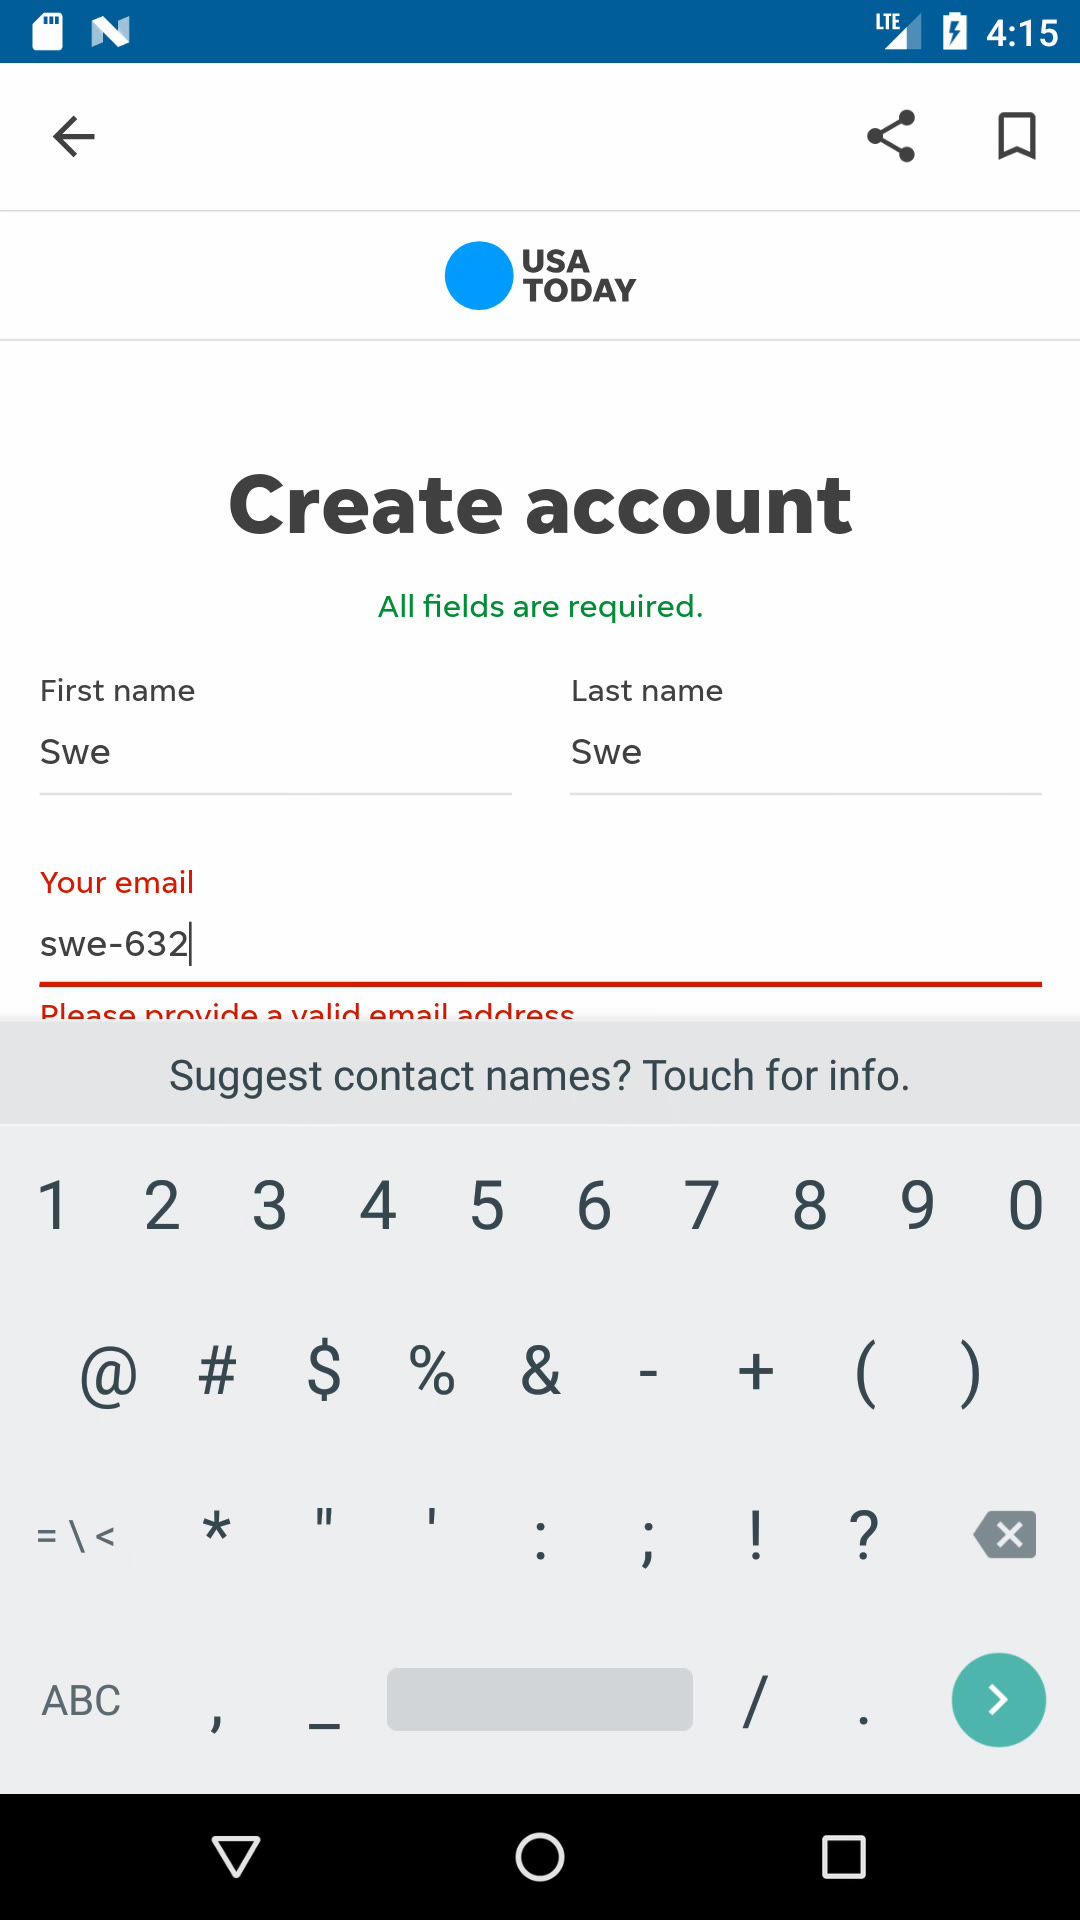 LTE 4:15
USA
TODAY
Create account
All fields are required.
First name Last name
Swe Swe
Your email
swe-632
Please provide a valid email address
Suggest contact names? Touch for info.
1 2 3 4 5 6 7 8 9 0
@ # $ % & - + ( )
= \ < * " ' : ; ! ?
ABC , _ / .